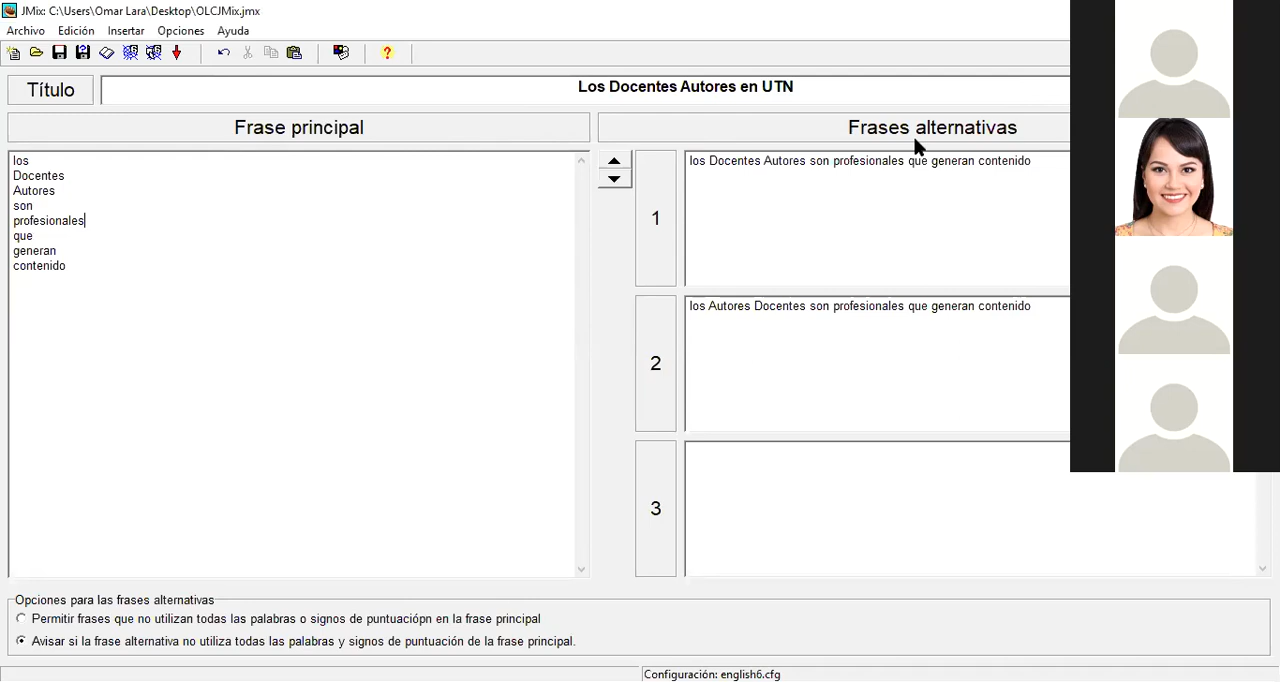 JMix: C:\Users\Omar Lara\Desktop\OLCJMix.jmx
Archivo Edición Insertar Opciones Ayuda
Título
Los Docentes Autores en UTN
Frase principal
Frases alternativas
los
Docentes
Autores
son
profesionales
que
generan
contenido
1
los Docentes Autores son profesionales que generan contenido
2
los Autores Docentes son profesionales que generan contenido
3
Opciones para las frases alternativas
Permitir frases que no utilizan todas las palabras o signos de puntuaciópn en la frase principal
Avisar si la frase alternativa no utiliza todas las palabras y signos de puntuación de la frase principal.
Configuración: english6.cfg